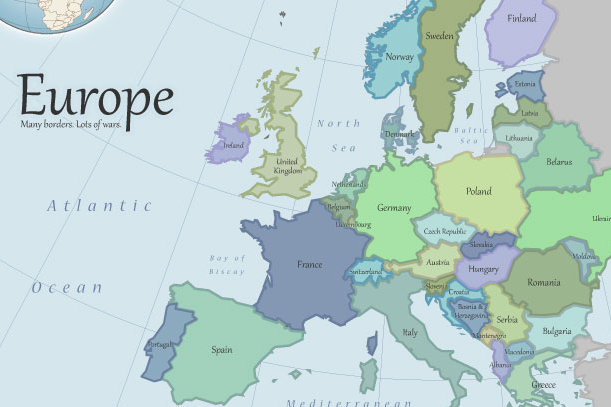 Europe
Many borders. Lots of wars.
Finland
Sweden
Norway
Estonia
Latvia
Lithuania
Belarus
North
Sea
Baltic
Sea
Denmark
Ireland
United
Kingdom
Netherlands
Belgium
Luxembourg
Germany
Poland
Czech Republic
Slovakia
Moldova
Atlantic
Ocean
Bay of
Biscay
France
Switzerland
Austria
Hungary
Romania
Croatia
Bosnia &
Herzegovina
Serbia
Montenegro
Bulgaria
Macedonia
Albania
Greece
Italy
Portugal
Spain
Mediterranean